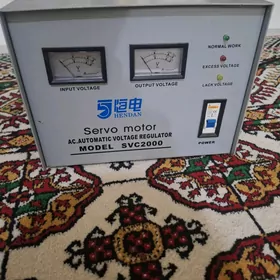 NORMAL WORK
EXCESS VOLTAGE
LACK VOLTAGE
INPUT VOLTAGE
OUTPUT VOLTAGE
恒电
HENDAN
Servo motor
AC.AUTOMATIC VOLTAGE REGULATOR
MODEL SVC2000
POWER